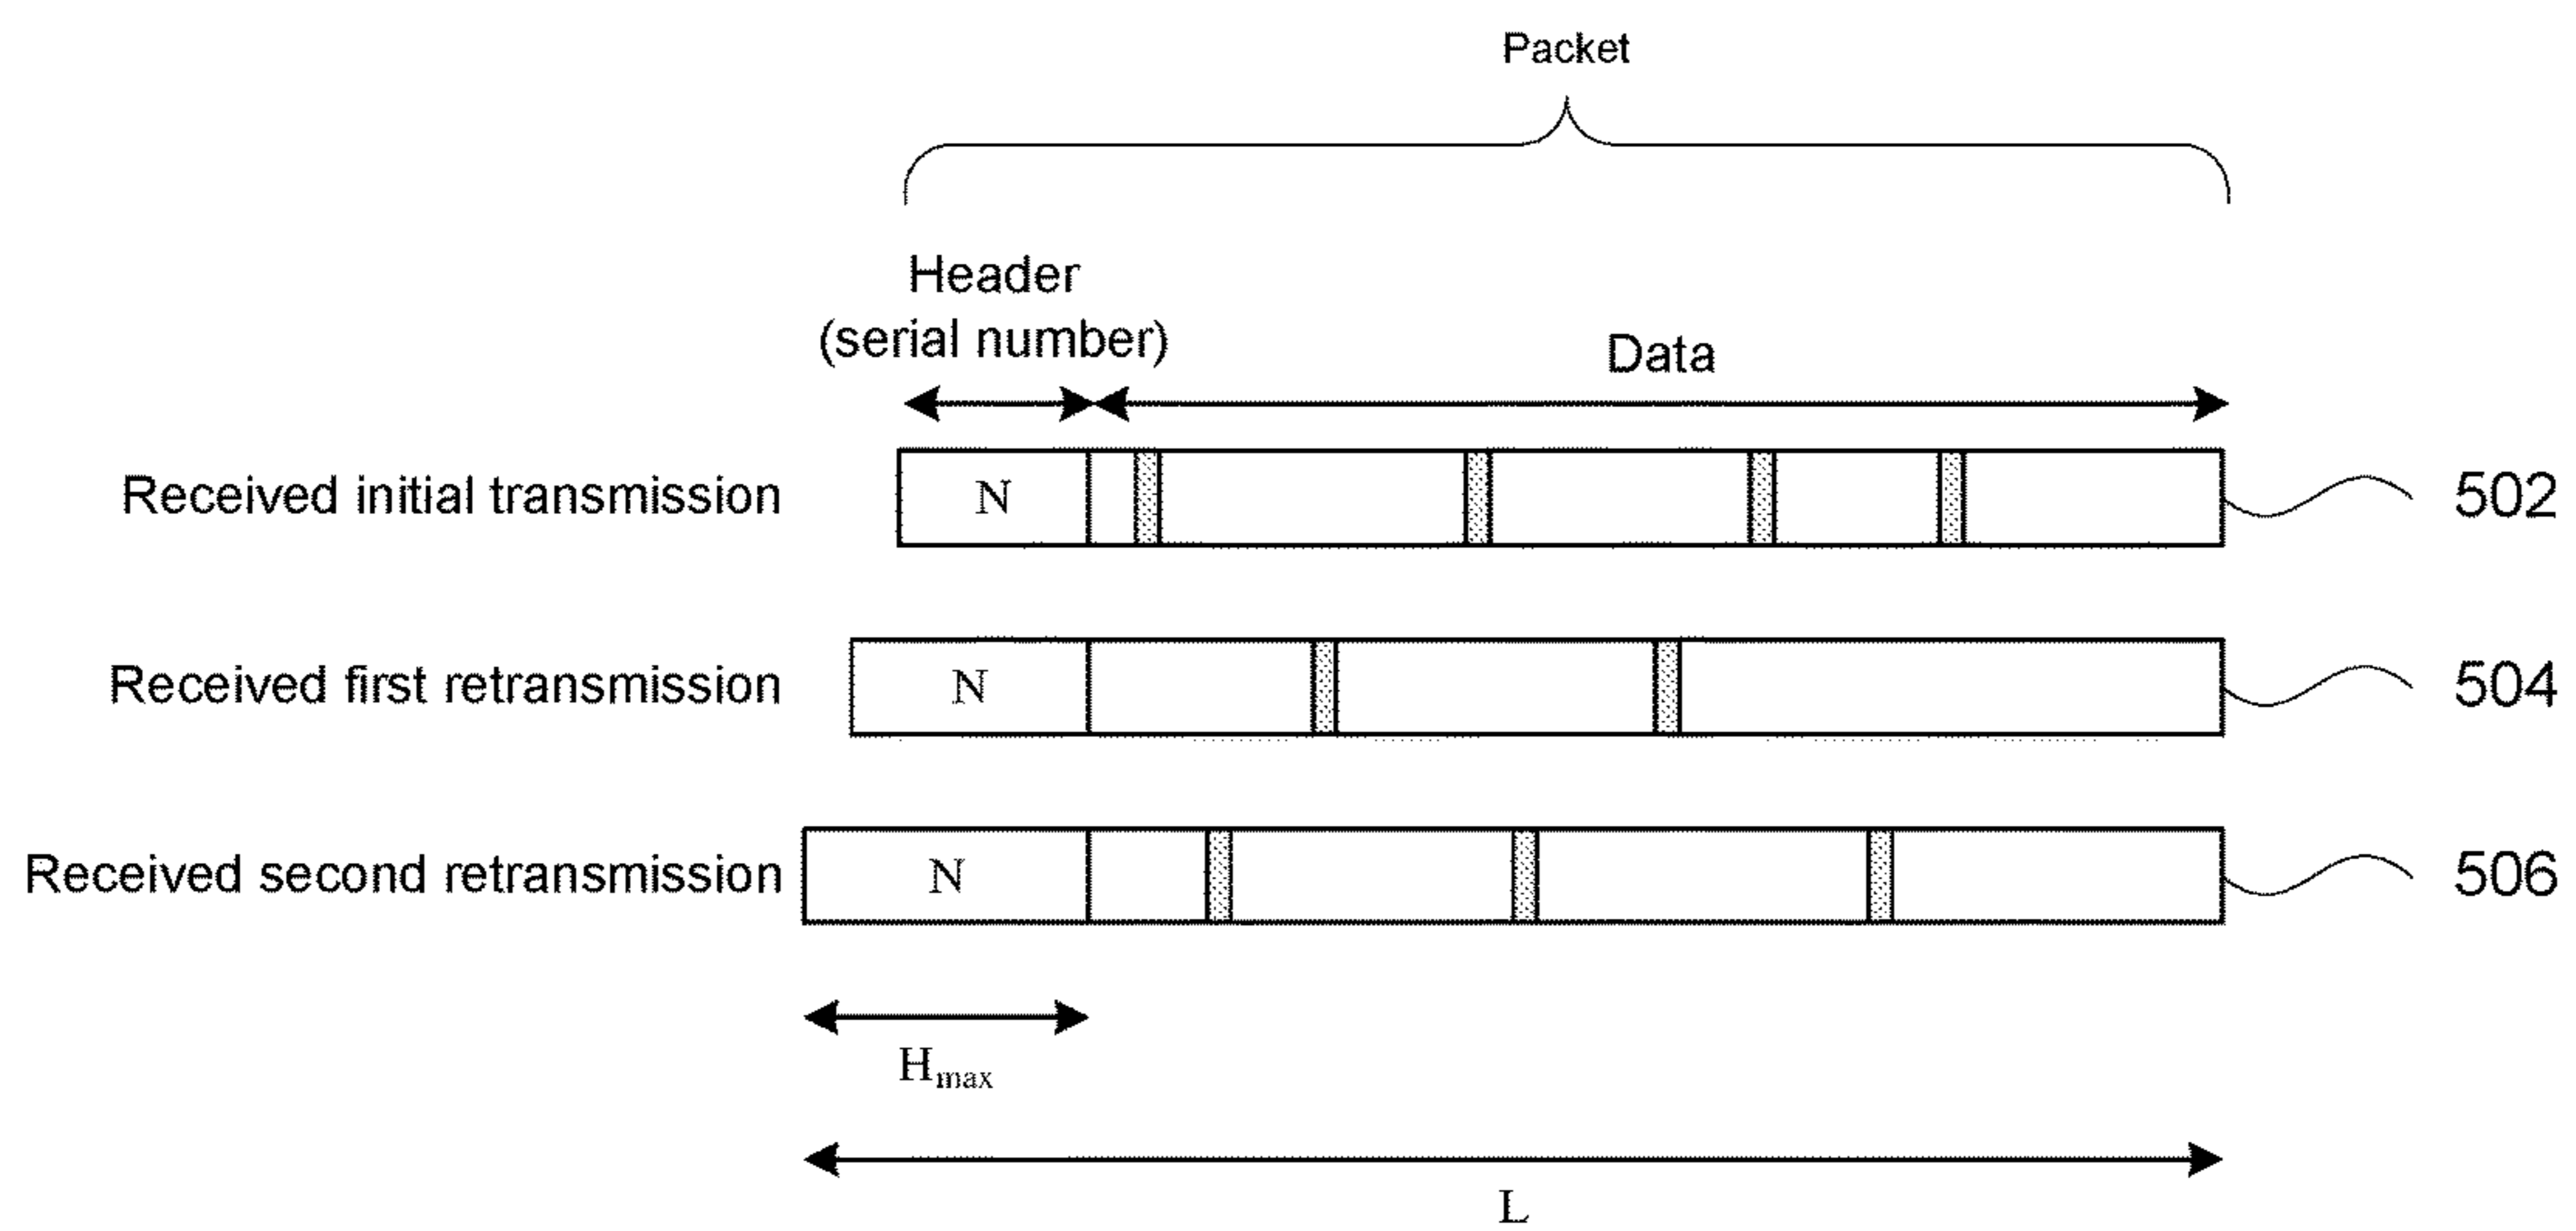 Packet
Header
(serial number)
Data
Received initial transmission
N
502
Received first retransmission
N
504
Received second retransmission
N
506
Hmax
L